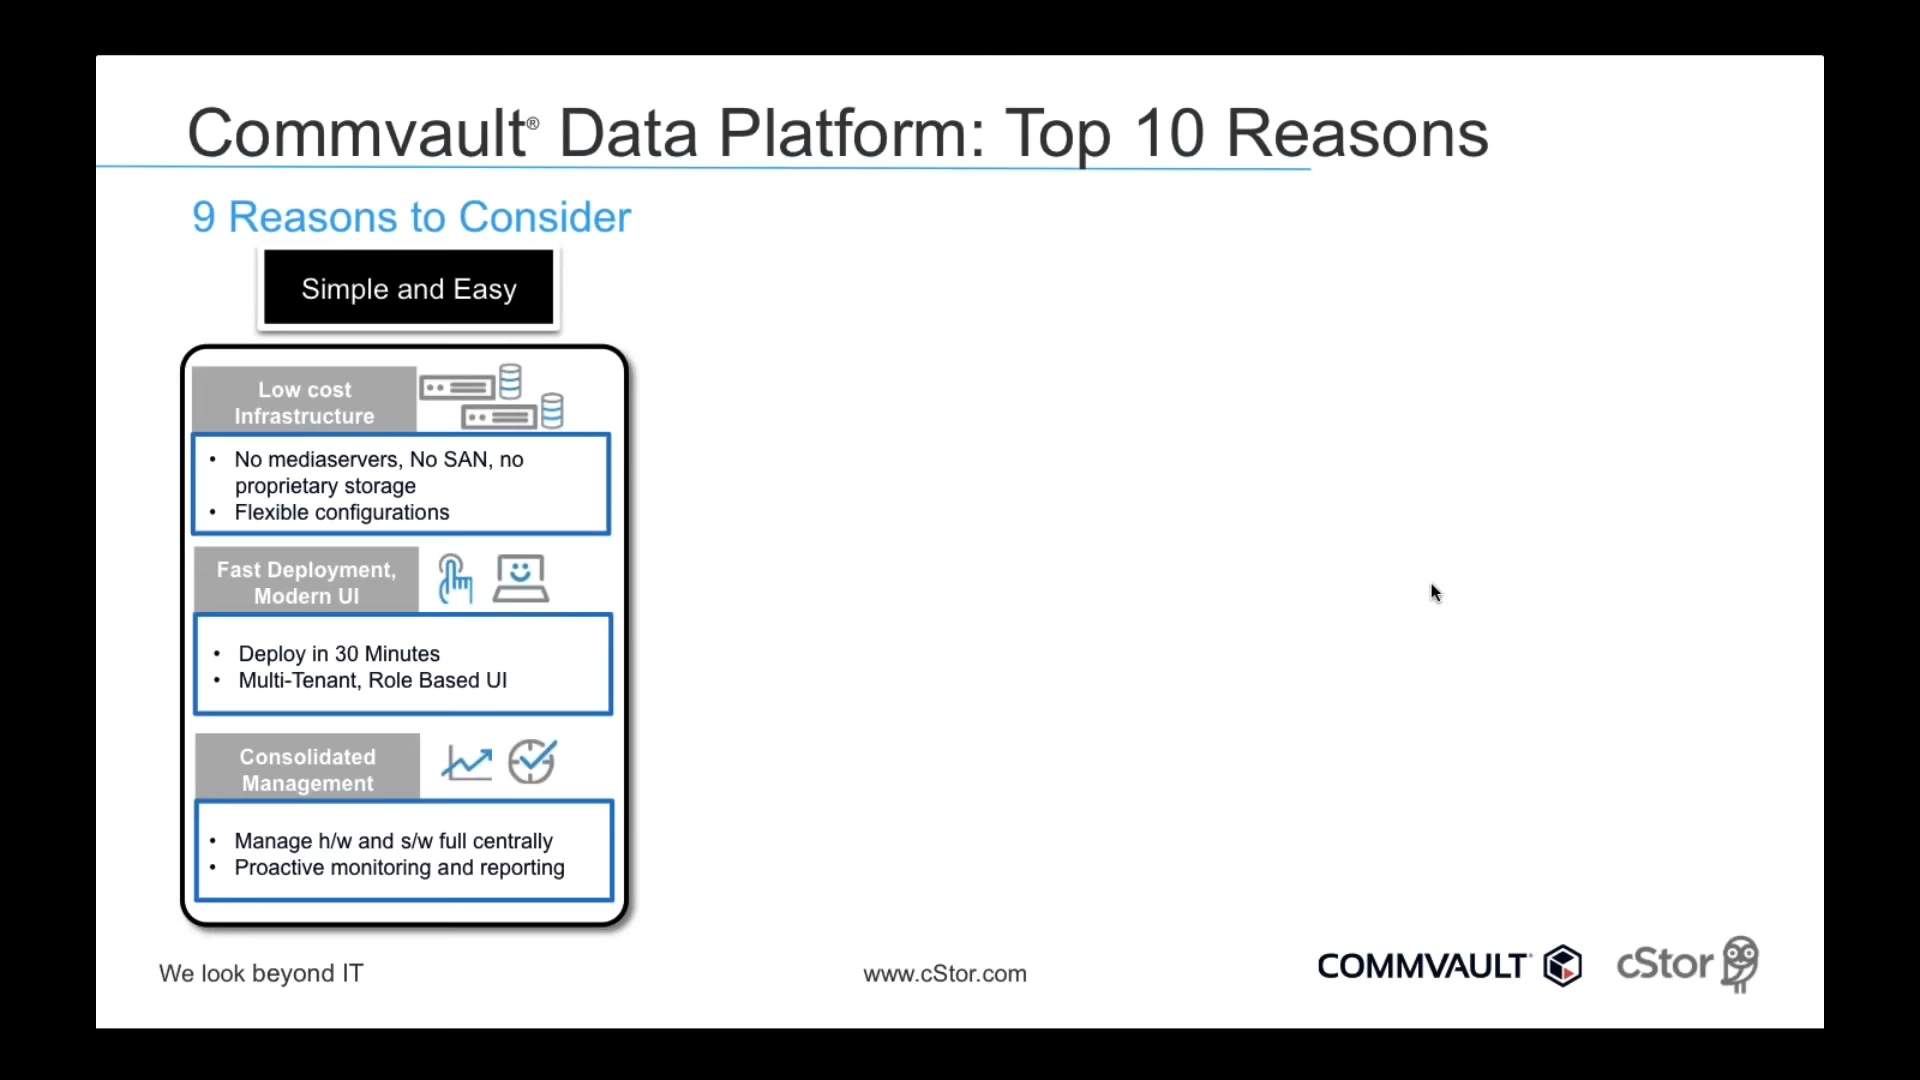 Commvault® Data Platform: Top 10 Reasons
9 Reasons to Consider
Simple and Easy
Low cost
Infrastructure
• No mediaservers, No SAN, no
proprietary storage
• Flexible configurations
Fast Deployment,
Modern UI
• Deploy in 30 Minutes
• Multi-Tenant, Role Based UI
Consolidated
Management
• Manage h/w and s/w full centrally
• Proactive monitoring and reporting
We look beyond IT
www.cStor.com
COMMVAULT
cStor